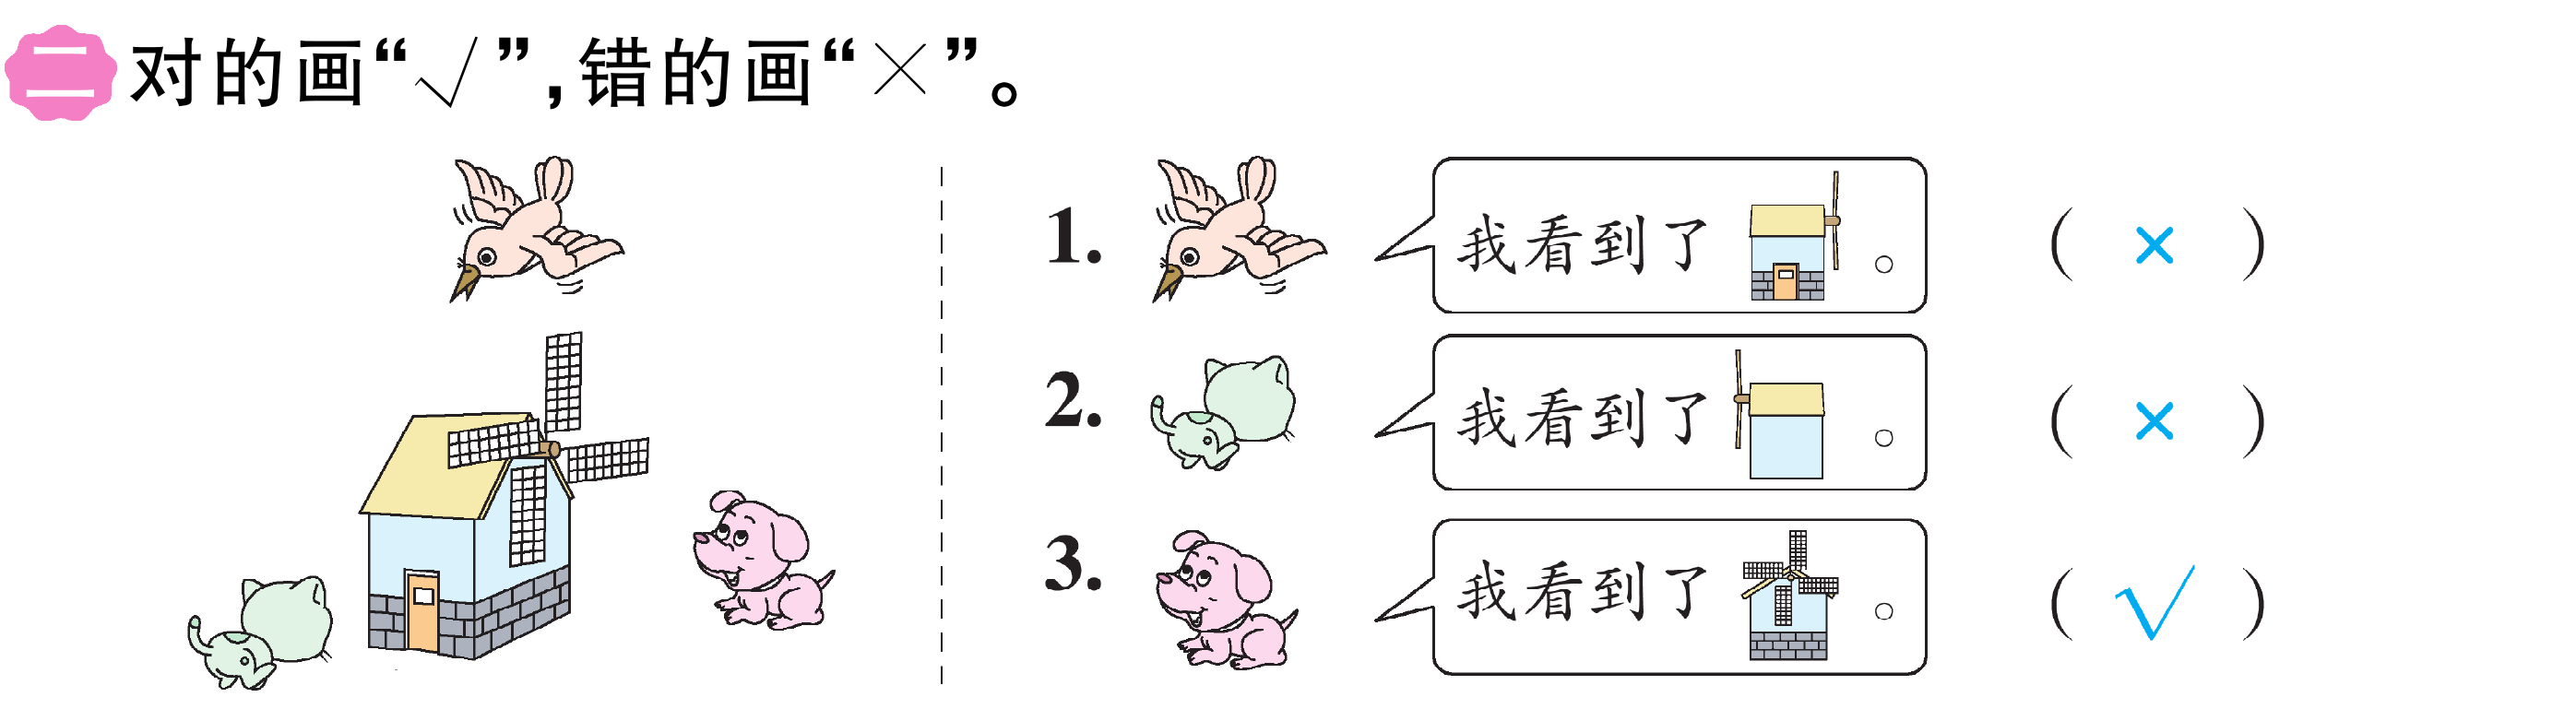 二 对的画“√”,错的画“×”。
1. 我看到了 。 ( × )
2. 我看到了 。 ( × )
3. 我看到了 。 ( √ )